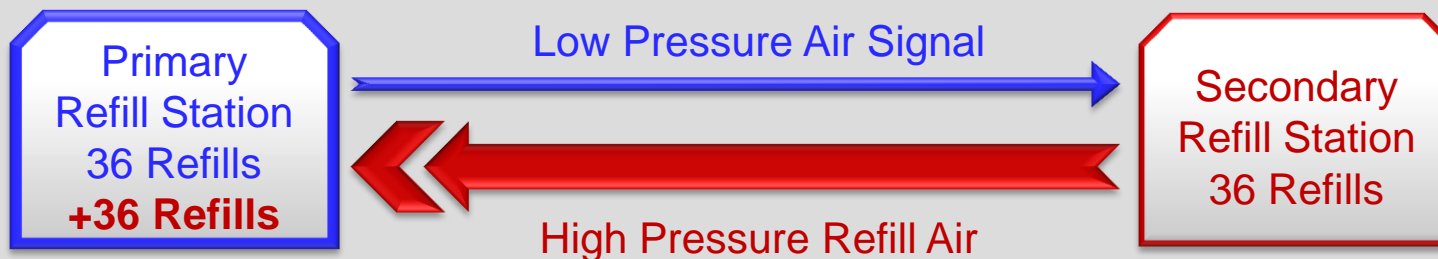 Primary
Refill Station
36 Refills
+36 Refills
Low Pressure Air Signal
High Pressure Refill Air
Secondary
Refill Station
36 Refills